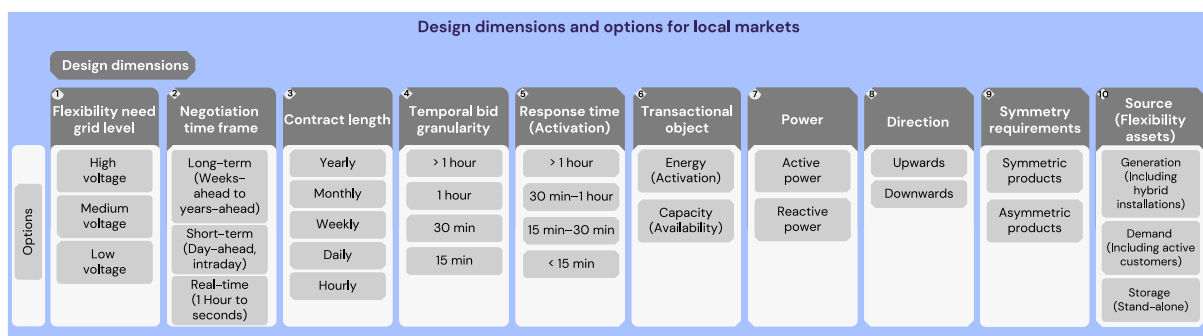 Design dimensions and options for local markets
Design dimensions
1
Flexibility need
grid level
2
Negotiation
time frame
3
Contract length
4
Temporal bid
granularity
5
Response time
(Activation)
6
Transactional
object
7
Power
8
Direction
9
Symmetry
requirements
10
Source
(Flexibility
assets)
Options
High
voltage
Medium
voltage
Low
voltage
Long-term
(Weeks-
ahead to
years-ahead)
Short-term
(Day-ahead,
intraday)
Real-time
(1 Hour to
seconds)
Yearly
Monthly
Weekly
Daily
Hourly
> 1 hour
1 hour
30 min
15 min
> 1 hour
30 min–1 hour
15 min–30 min
< 15 min
Energy
(Activation)
Capacity
(Availability)
Active
power
Reactive
power
Upwards
Downwards
Symmetric
products
Asymmetric
products
Generation
(Including
hybrid
installations)
Demand
(Including active
customers)
Storage
(Stand-alone)